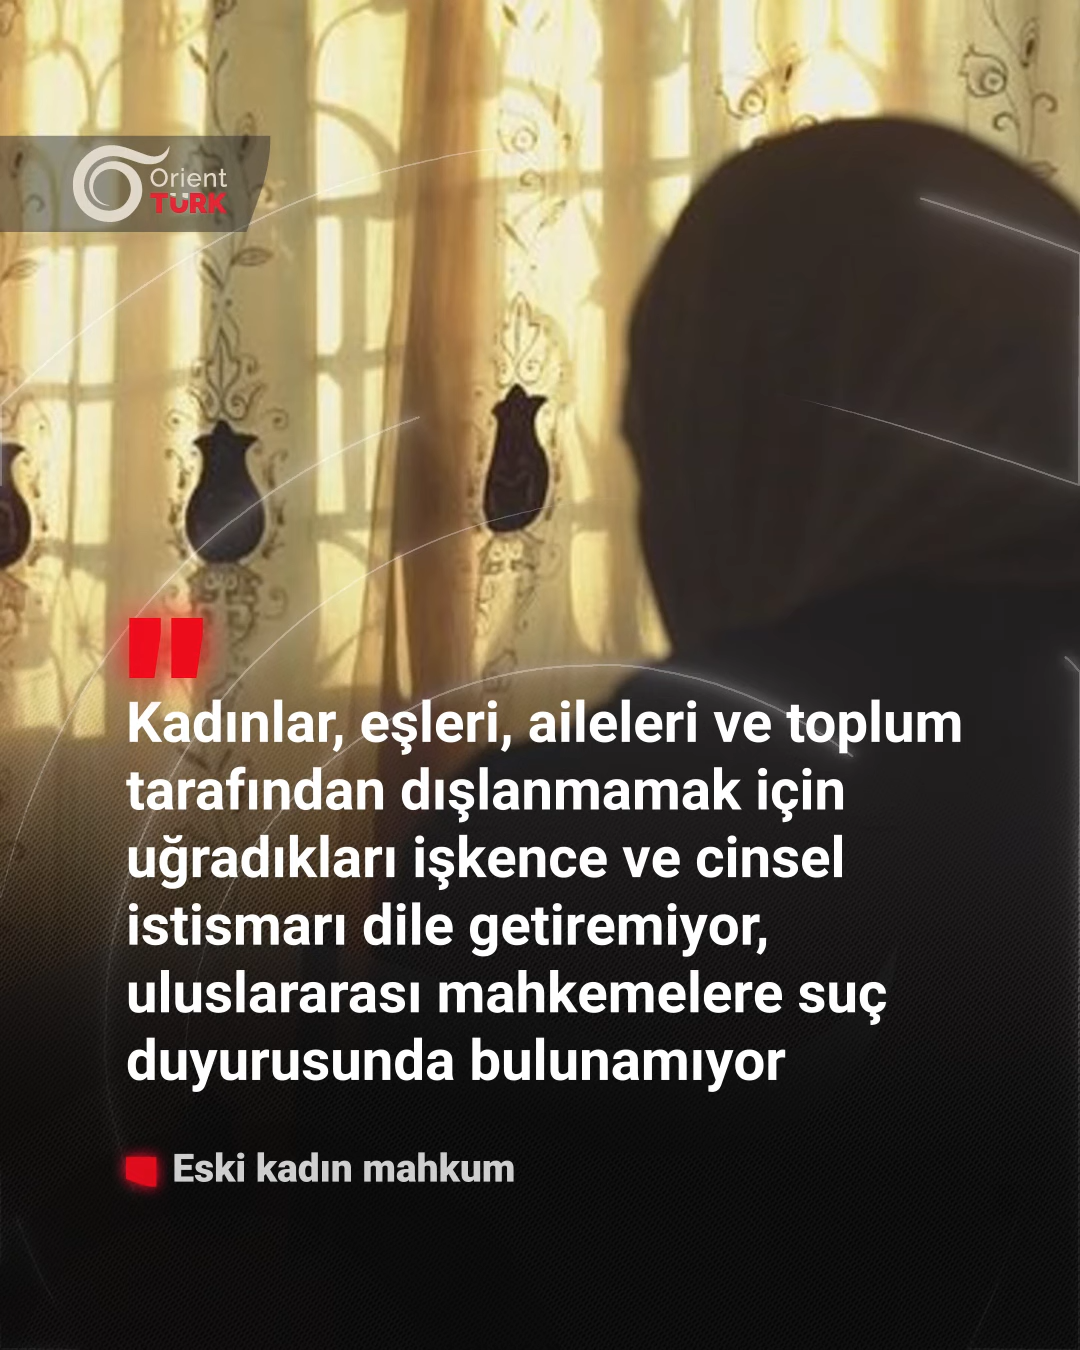 Orient
TÜRK
Kadınlar, eşleri, aileleri ve toplum
tarafından dışlanmamak için
uğradıkları işkence ve cinsel
istismarı dile getiremiyor,
uluslararası mahkemelere suç
duyurusunda bulunamıyor
Eski kadın mahkum